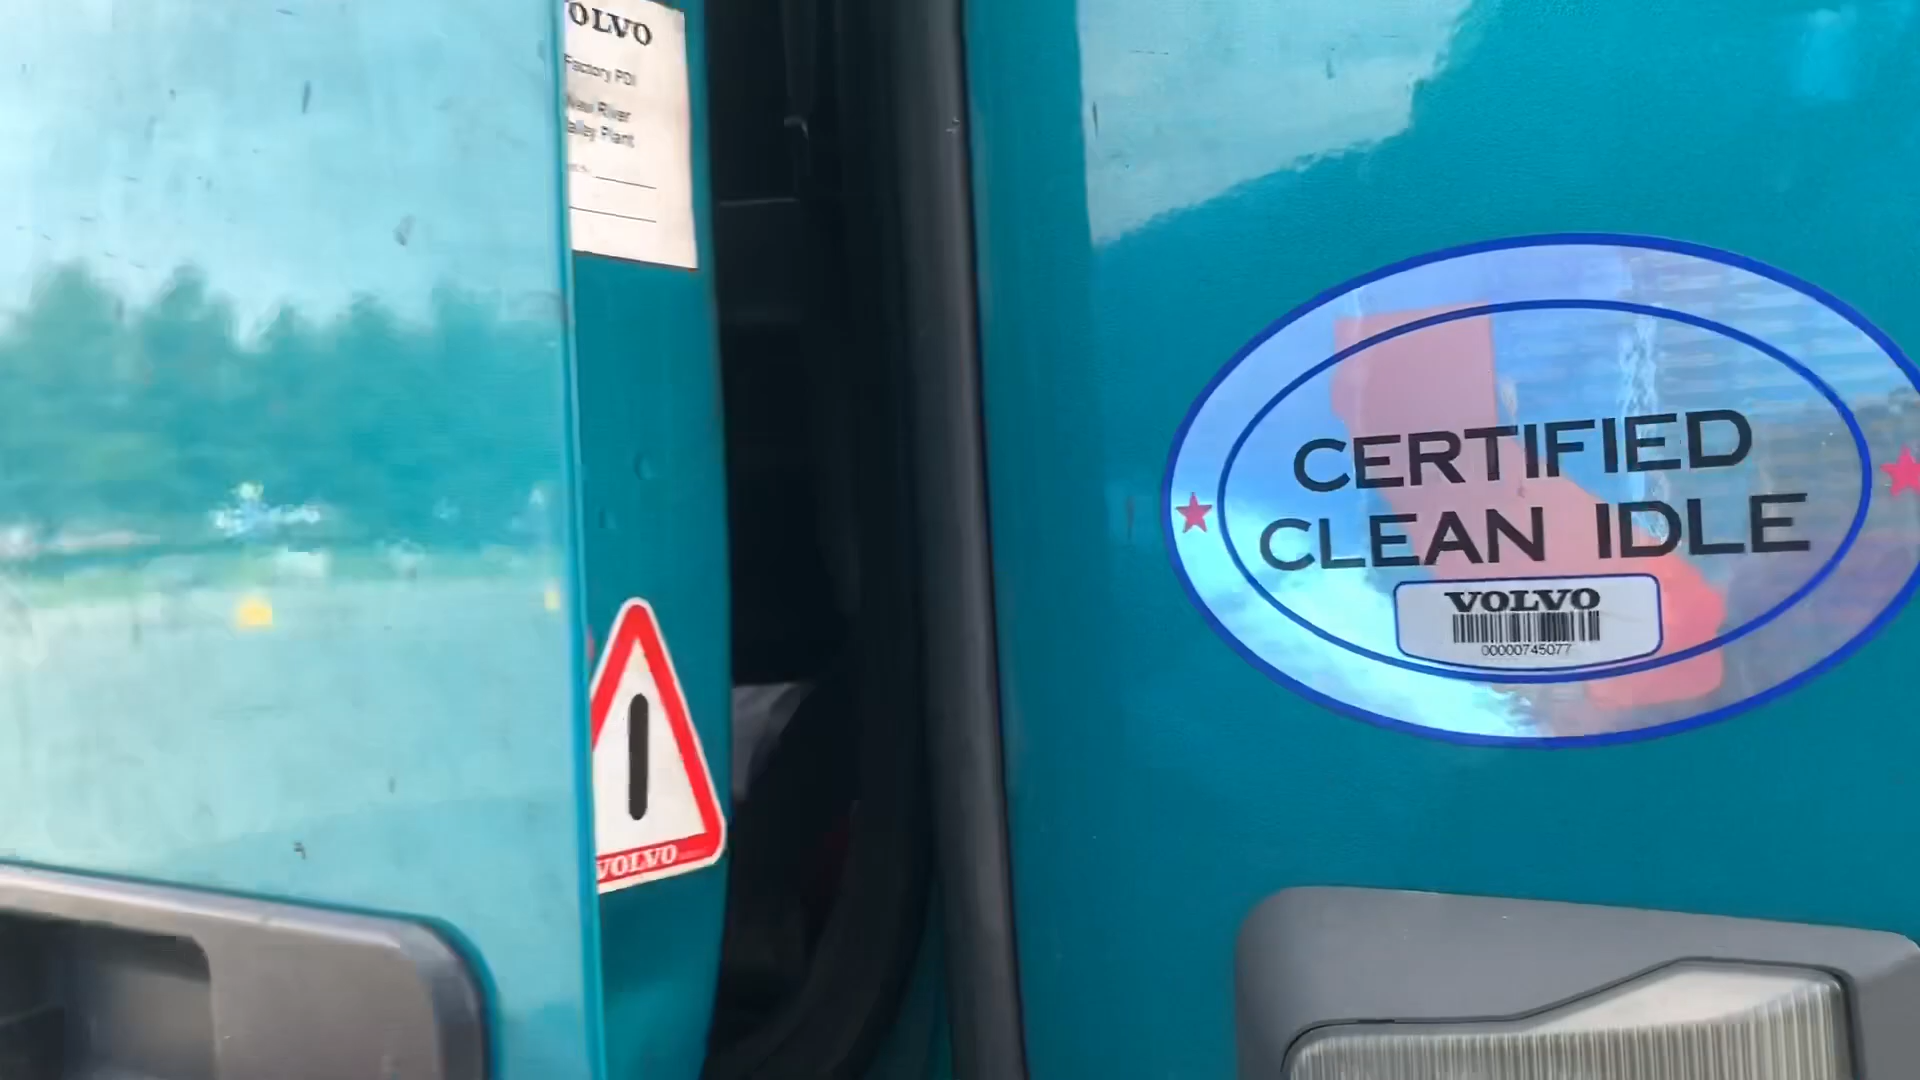 OLVO
Factory PDI
New River
alley Plant
VOLVO
CERTIFIED
CLEAN IDLE
VOLVO
00000745077